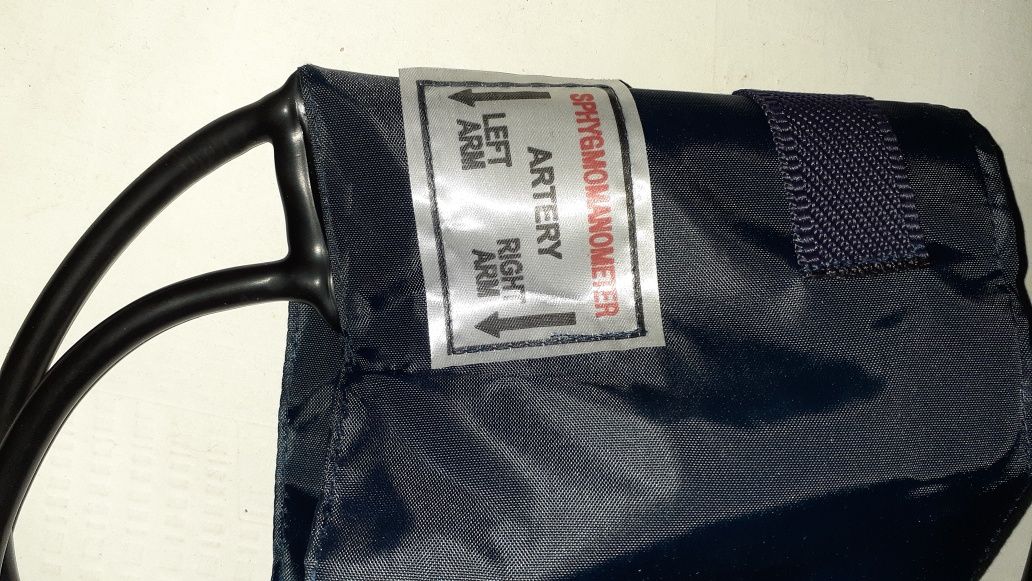 SPHYGMOMANOMETER
ARTERY
LEFT RIGHT
ARM ARM